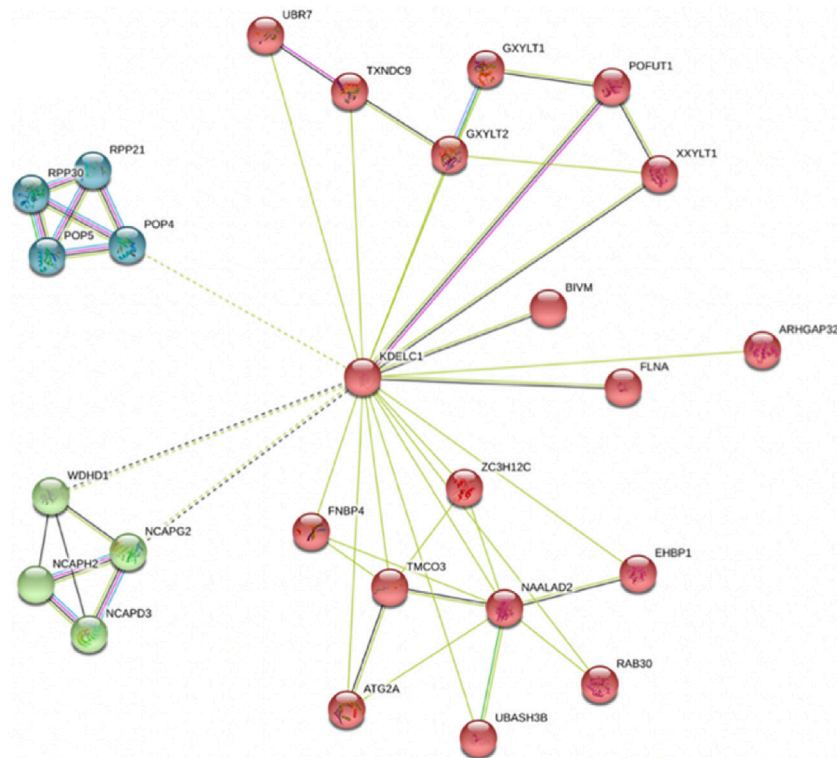 UBR7
GXYLT1
POFUT1
TXNDC9
GXYLT2
RPP21
XXYLT1
RPP30
POP4
POP5
BIVM
ARHGAP32
KDELC1
FLNA
WDHD1
ZC3H12C
NCAPG2
FNBP4
EHBP1
NCAPH2
TMCO3
NAALAD2
NCAPD3
RAB30
ATG2A
UBASH3B